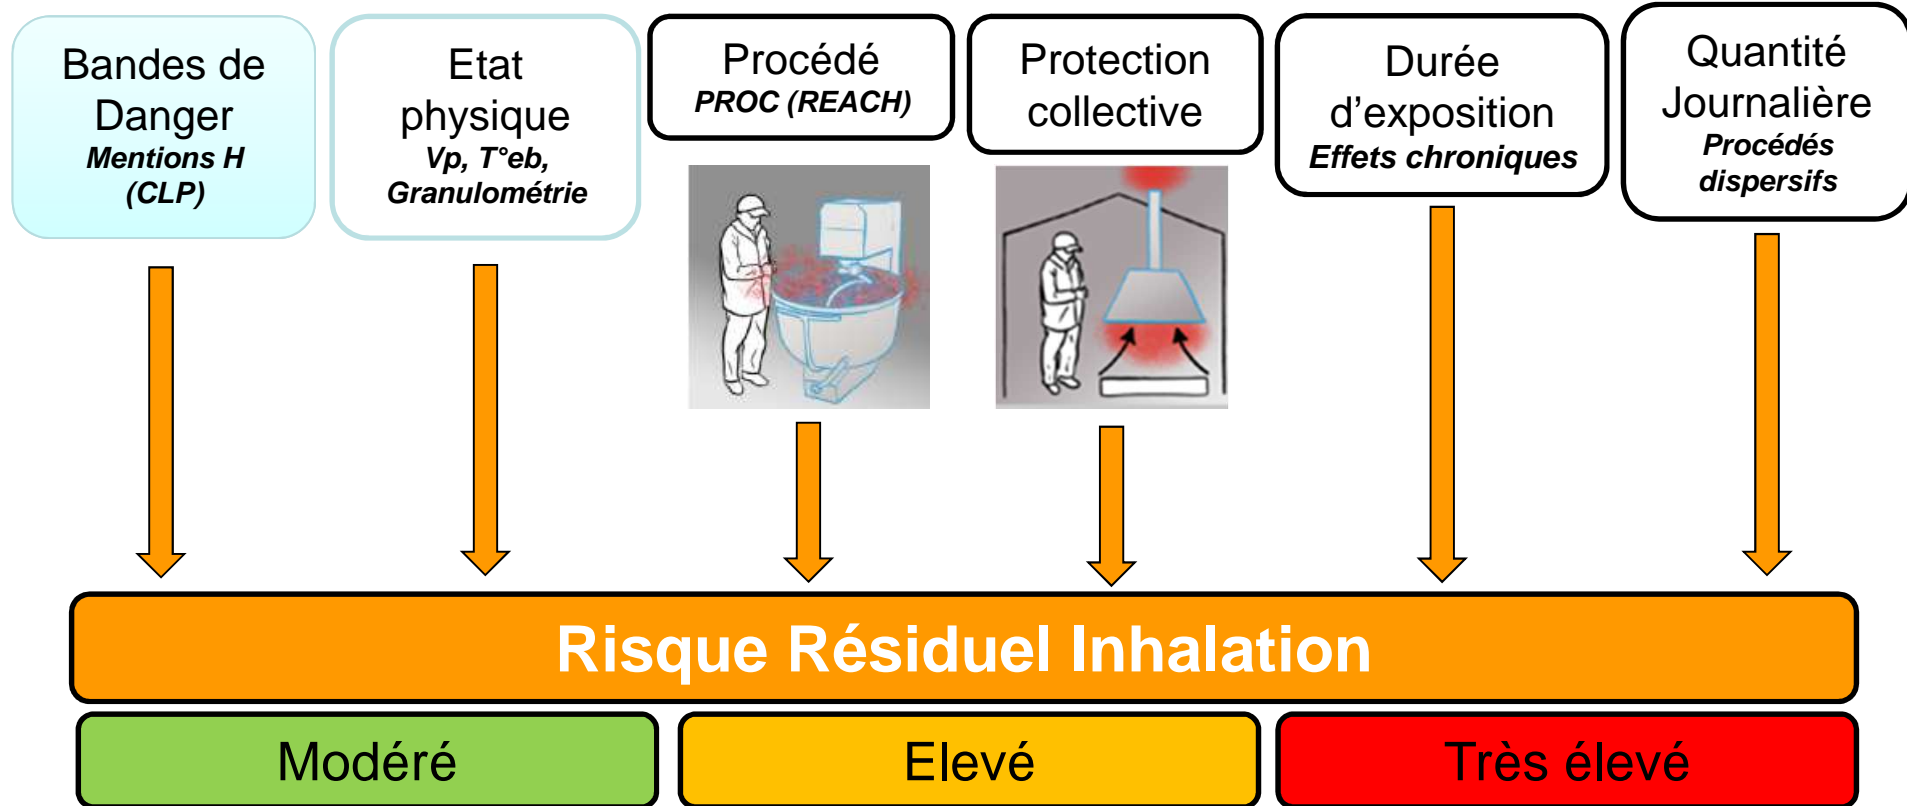 Bandes de
Danger
Mentions H
(CLP)
Etat
physique
Vp, T°eb,
Granulométrie
Procédé
PROC (REACH)
Protection
collective
Durée
d’exposition
Effets chroniques
Quantité
Journalière
Procédés
dispersifs
Risque Résiduel Inhalation
Modéré
Elevé
Très élevé